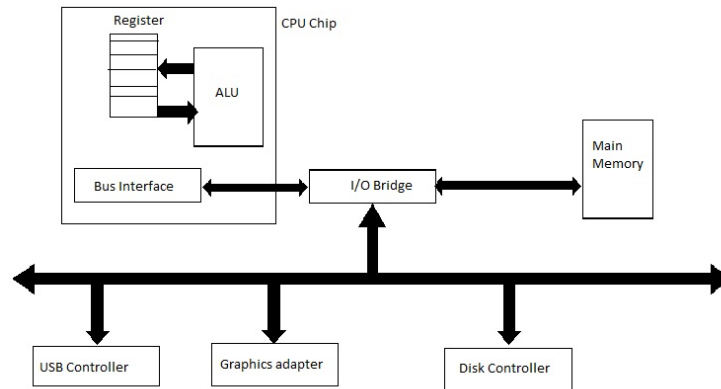 Register
CPU Chip
ALU
Main
Memory
Bus Interface
I/O Bridge
USB Controller
Graphics adapter
Disk Controller